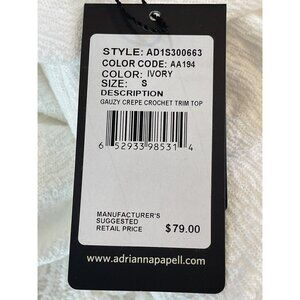 STYLE: AD1S300663
COLOR CODE: AA194
COLOR: IVORY
SIZE: S
DESCRIPTION
GAUZY CREPE CROCHET TRIM TOP
6 52933 98531 4
MANUFACTURER'S
SUGGESTED
RETAIL PRICE $79.00
www.adriannapapell.com